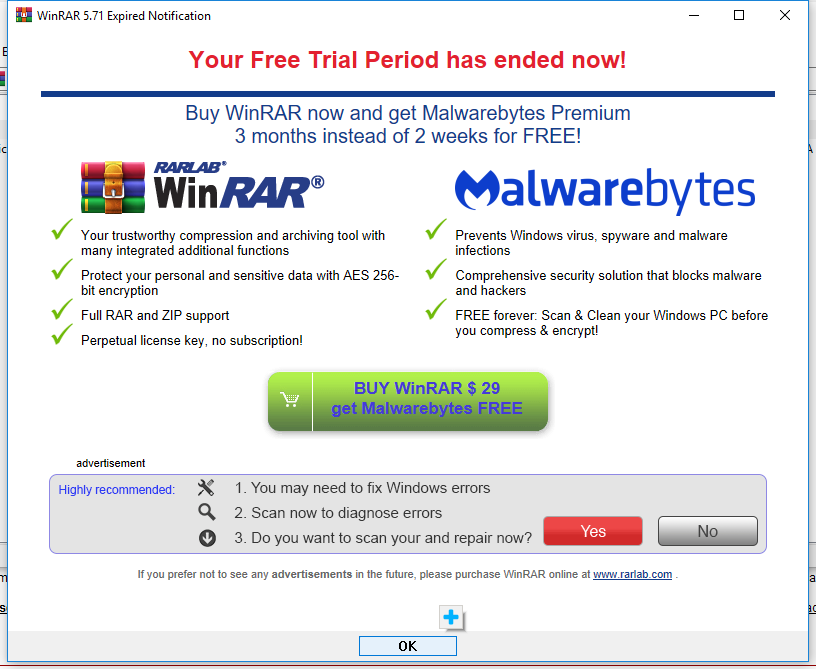 WinRAR 5.71 Expired Notification
Your Free Trial Period has ended now!
Buy WinRAR now and get Malwarebytes Premium
3 months instead of 2 weeks for FREE!
RARLAB®
WinRAR®
Malwarebytes
Your trustworthy compression and archiving tool with
many integrated additional functions
Protect your personal and sensitive data with AES 256-
bit encryption
Full RAR and ZIP support
Perpetual license key, no subscription!
Prevents Windows virus, spyware and malware
infections
Comprehensive security solution that blocks malware
and hackers
FREE forever: Scan & Clean your Windows PC before
you compress & encrypt!
BUY WinRAR $ 29
get Malwarebytes FREE
advertisement
Highly recommended:
1. You may need to fix Windows errors
2. Scan now to diagnose errors
3. Do you want to scan your and repair now?
Yes
No
If you prefer not to see any advertisements in the future, please purchase WinRAR online at www.rarlab.com .
OK